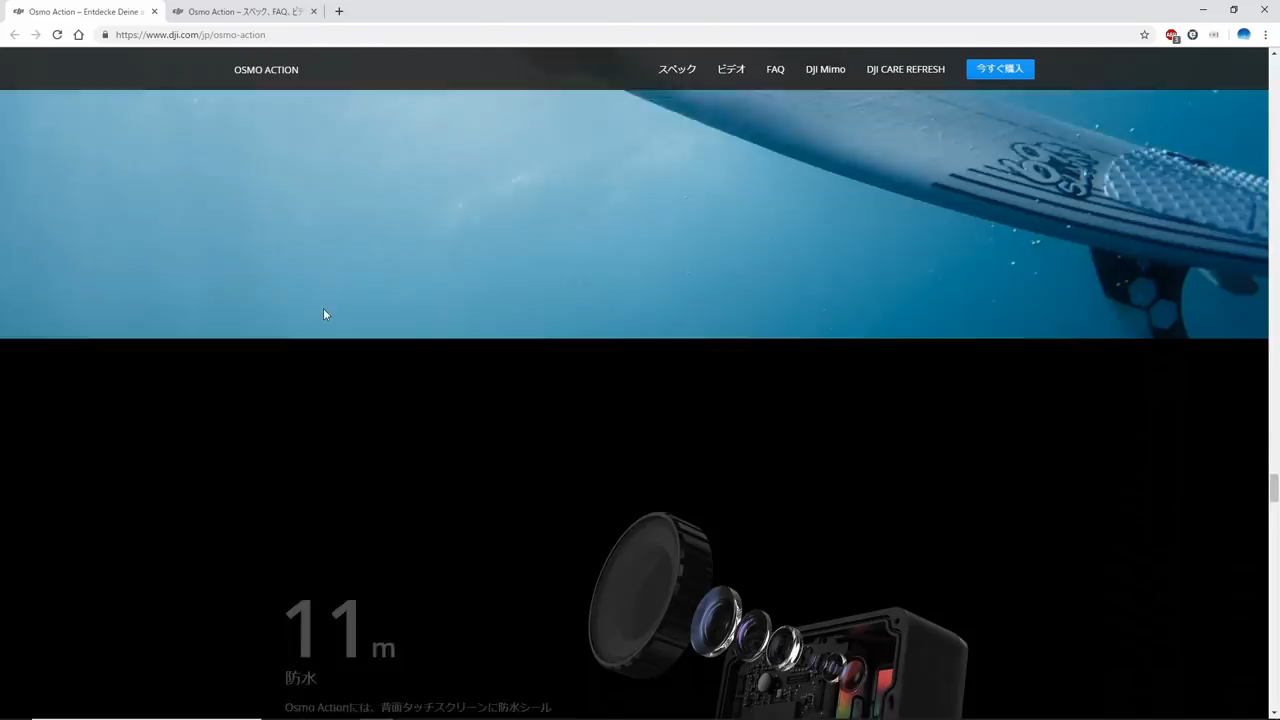 Osmo Action – Entdecke Deine
Osmo Action – スペック、FAQ、ビデ
https://www.dji.com/jp/osmo-action
OSMO ACTION
スペック
ビデオ
FAQ
DJI Mimo
DJI CARE REFRESH
今すぐ購入
11 m
防水
Osmo Actionには、背面タッチスクリーンに防水シール